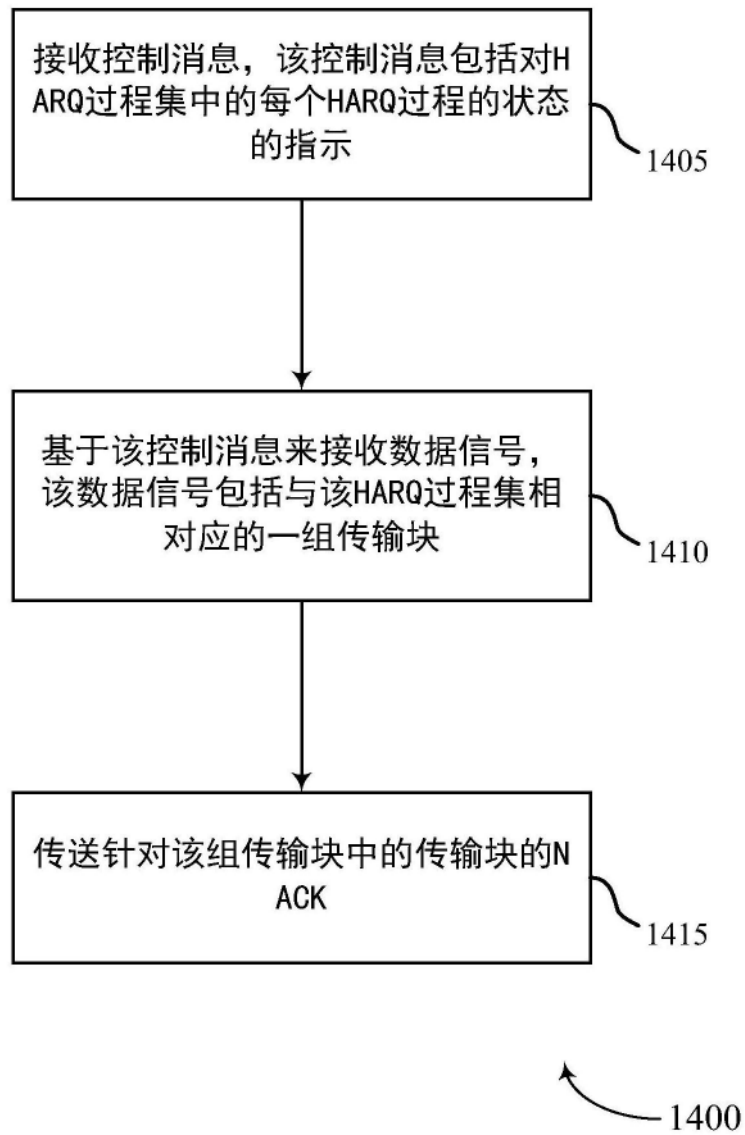 接收控制消息，该控制消息包括对H
ARQ过程集中的每个HARQ过程的状态
的指示
1405
基于该控制消息来接收数据信号，
该数据信号包括与该HARQ过程集相
对应的一组传输块
1410
传送针对该组传输块中的传输块的N
ACK
1415
1400